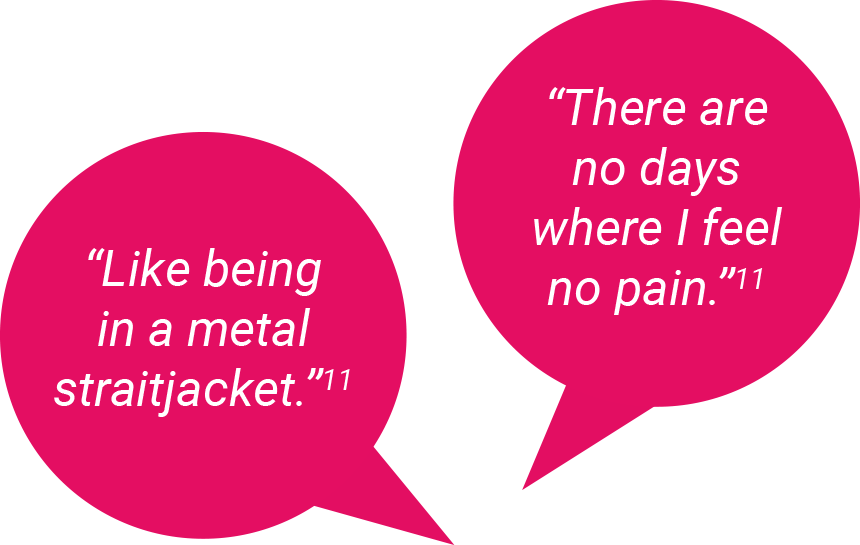 “Like being
in a metal
straitjacket.”11
“There are
no days
where I feel
no pain.”11